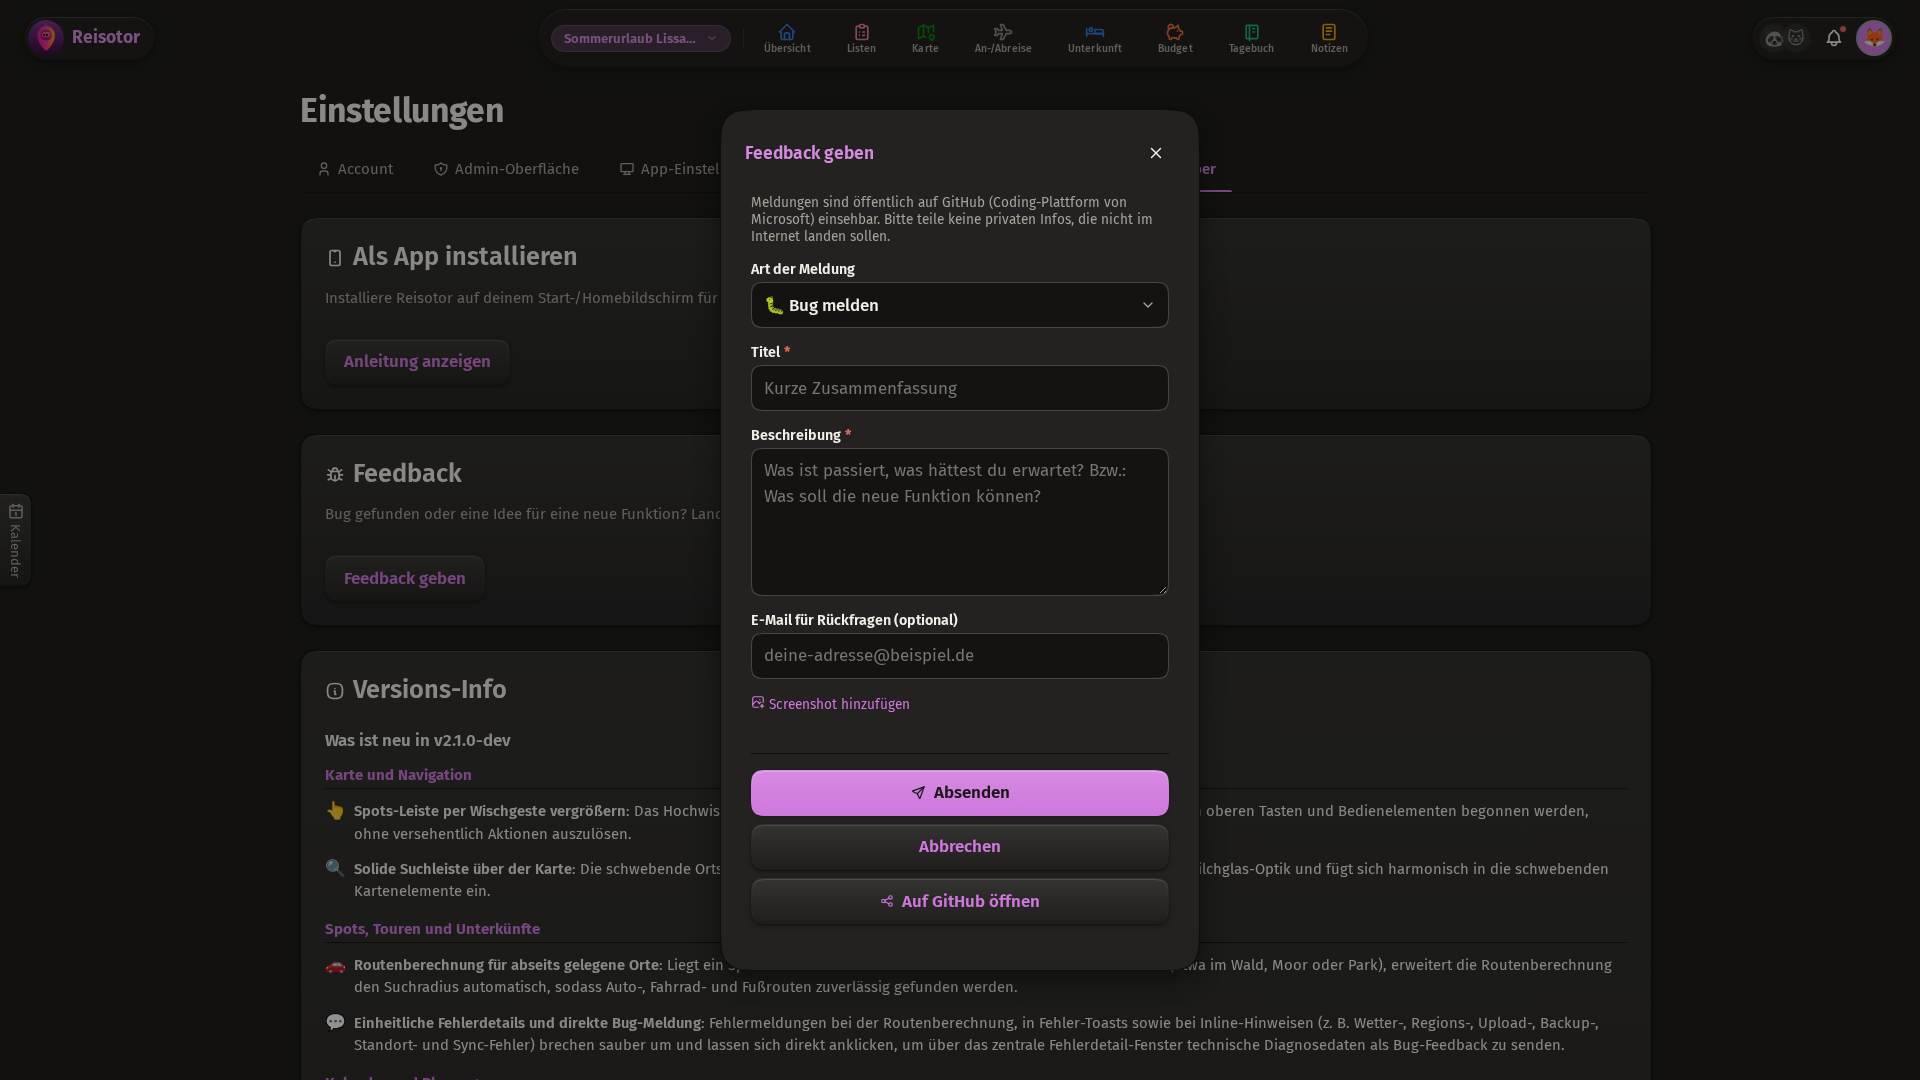 Reisotor
Sommerurlaub Lissa...
Übersicht
Listen
Karte
An-/Abreise
Unterkunft
Budget
Tagebuch
Notizen
Einstellungen
Account
Admin-Oberfläche
App-Einstel
Als App installieren
Installiere Reisotor auf deinem Start-/Homebildschirm für
Anleitung anzeigen
Feedback
Bug gefunden oder eine Idee für eine neue Funktion?
Feedback geben
Kalender
Versions-Info
Was ist neu in v2.1.0-dev
Karte und Navigation
Spots-Leiste per Wischgeste vergrößern: Das oberen Tasten und Bedienelementen begonnen werden,
ohne versehentlich Aktionen auszulösen.
Solide Suchleiste über der Karte: Die schwebende und fügt sich harmonisch in die schwebenden
Kartenelemente ein.
Spots, Touren und Unterkünfte
Routenberechnung für abseits gelegene Orte: Liegt ein im Wald, Moor oder Park), erweitert die Routenberechnung
den Suchradius automatisch, sodass Auto-, Fahrrad- und Fußrouten zuverlässig gefunden werden.
Einheitliche Fehlerdetails und direkte Bug-Meldung: Fehlermeldungen bei der Routenberechnung, in Fehler-Toasts sowie bei Inline-Hinweisen (z. B. Wetter-, Regions-, Upload-, Backup-,
Standort- und Sync-Fehler) brechen sauber um und lassen sich direkt anklicken, um über das zentrale Fehlerdetail-Fenster technische Diagnosedaten als Bug-Feedback zu senden.
Feedback geben
Meldungen sind öffentlich auf GitHub (Coding-Plattform von
Microsoft) einsehbar. Bitte teile keine privaten Infos, die nicht im
Internet landen sollen.
Art der Meldung
Bug melden
Titel *
Kurze Zusammenfassung
Beschreibung *
Was ist passiert, was hättest du erwartet? Bzw.:
Was soll die neue Funktion können?
E-Mail für Rückfragen (optional)
deine-adresse@beispiel.de
Screenshot hinzufügen
Absenden
Abbrechen
Auf GitHub öffnen